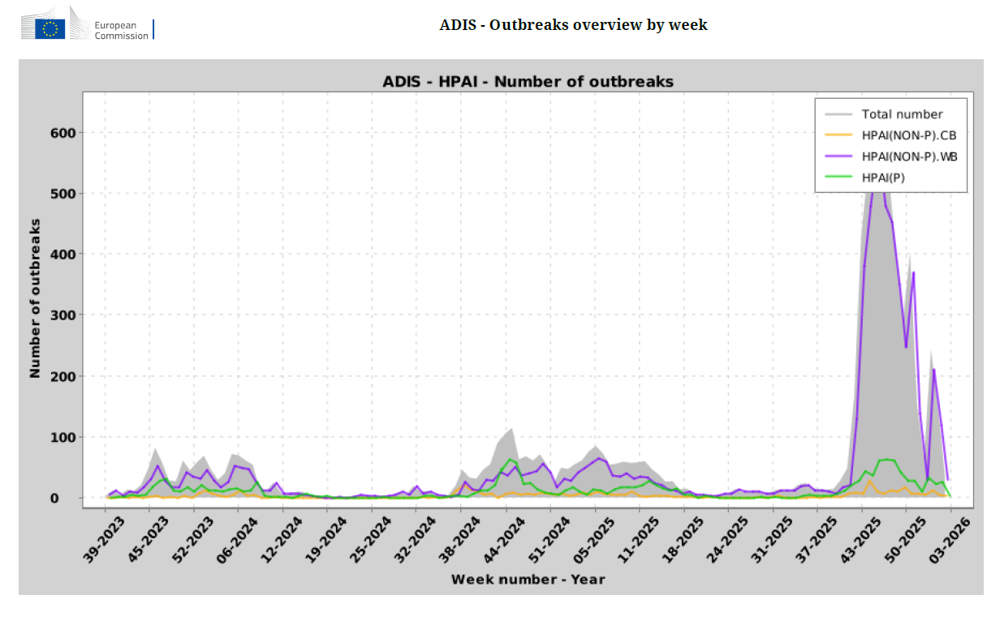 European
Commission
ADIS - Outbreaks overview by week
ADIS - HPAI - Number of outbreaks
Total number
HPAI(NON-P).CB
HPAI(NON-P).WB
HPAI(P)
Number of outbreaks
600
500
400
300
200
100
0
39-2023
45-2023
52-2023
06-2024
12-2024
19-2024
25-2024
32-2024
38-2024
44-2024
51-2024
05-2025
11-2025
18-2025
24-2025
31-2025
37-2025
43-2025
50-2025
03-2026
Week number - Year